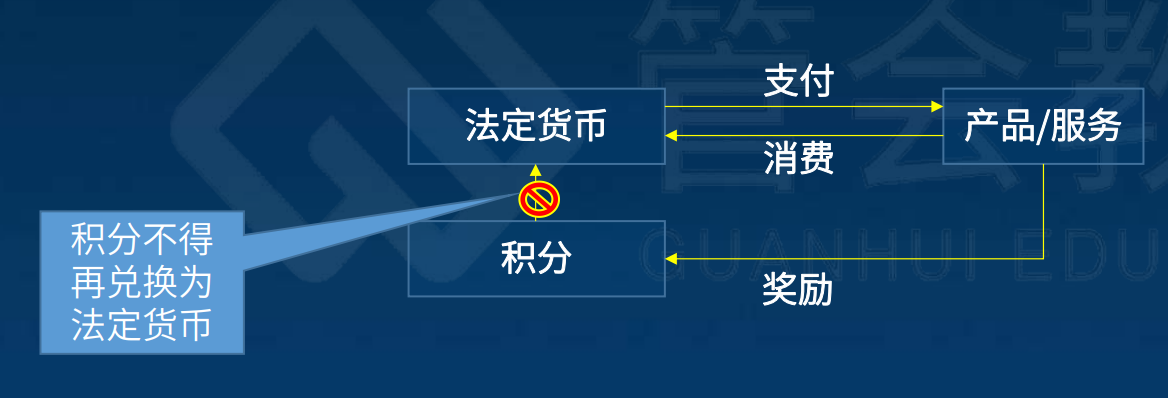 支付
法定货币
产品/服务
消费
积分不得
再兑换为
法定货币
积分
奖励
管会教
GUANHUI EDU